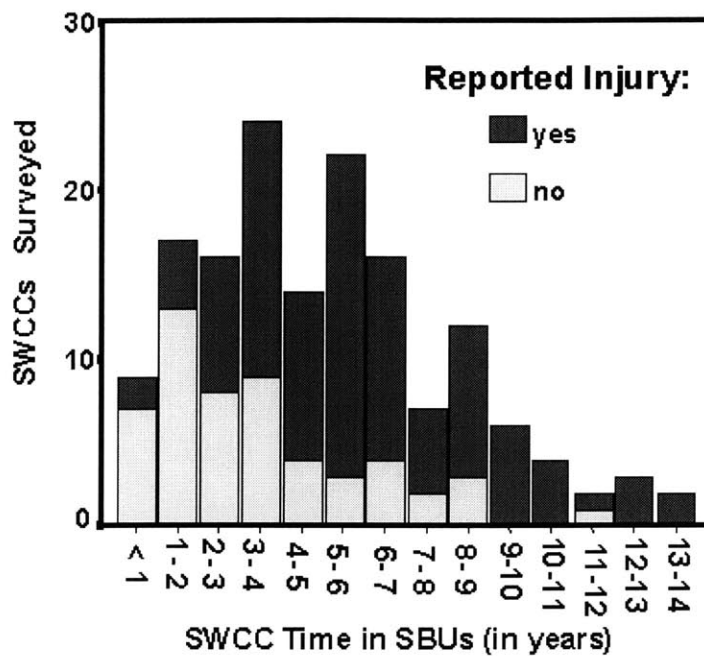 30
20
10
0
SWCCs Surveyed
Reported Injury:
yes
no
< 1
1 - 2
2 - 3
3 - 4
4 - 5
5 - 6
6 - 7
7 - 8
8 - 9
9-10
10-11
11-12
12-13
13-14
SWCC Time in SBUs (in years)